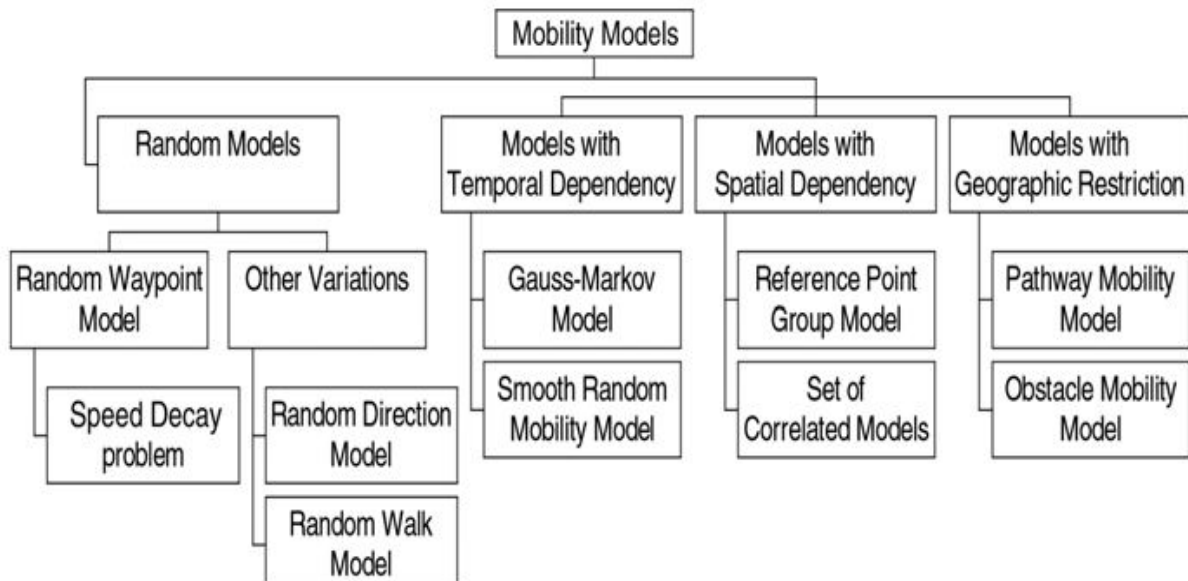 Mobility Models
Random Models
Models with
Temporal Dependency
Models with
Spatial Dependency
Models with
Geographic Restriction
Random Waypoint
Model
Other Variations
Gauss-Markov
Model
Reference Point
Group Model
Pathway Mobility
Model
Speed Decay
problem
Random Direction
Model
Smooth Random
Mobility Model
Set of
Correlated Models
Obstacle Mobility
Model
Random Walk
Model